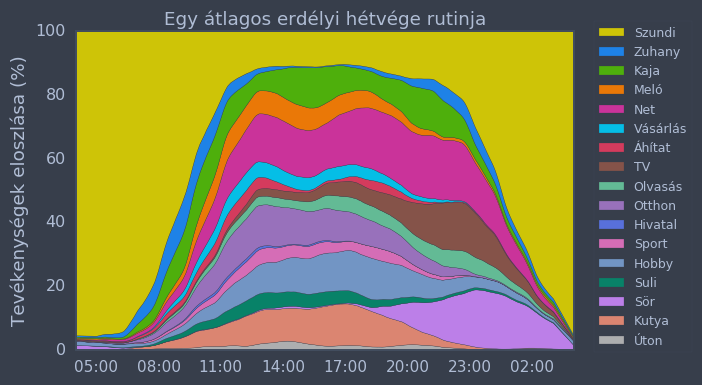 Egy átlagos erdélyi hétvége rutinja
Tevékenységek eloszlása (%)
100
80
60
40
20
0
05:00 08:00 11:00 14:00 17:00 20:00 23:00 02:00
Szundi
Zuhany
Kaja
Meló
Net
Vásárlás
Áhítat
TV
Olvasás
Otthon
Hivatal
Sport
Hobby
Suli
Sör
Kutya
Úton